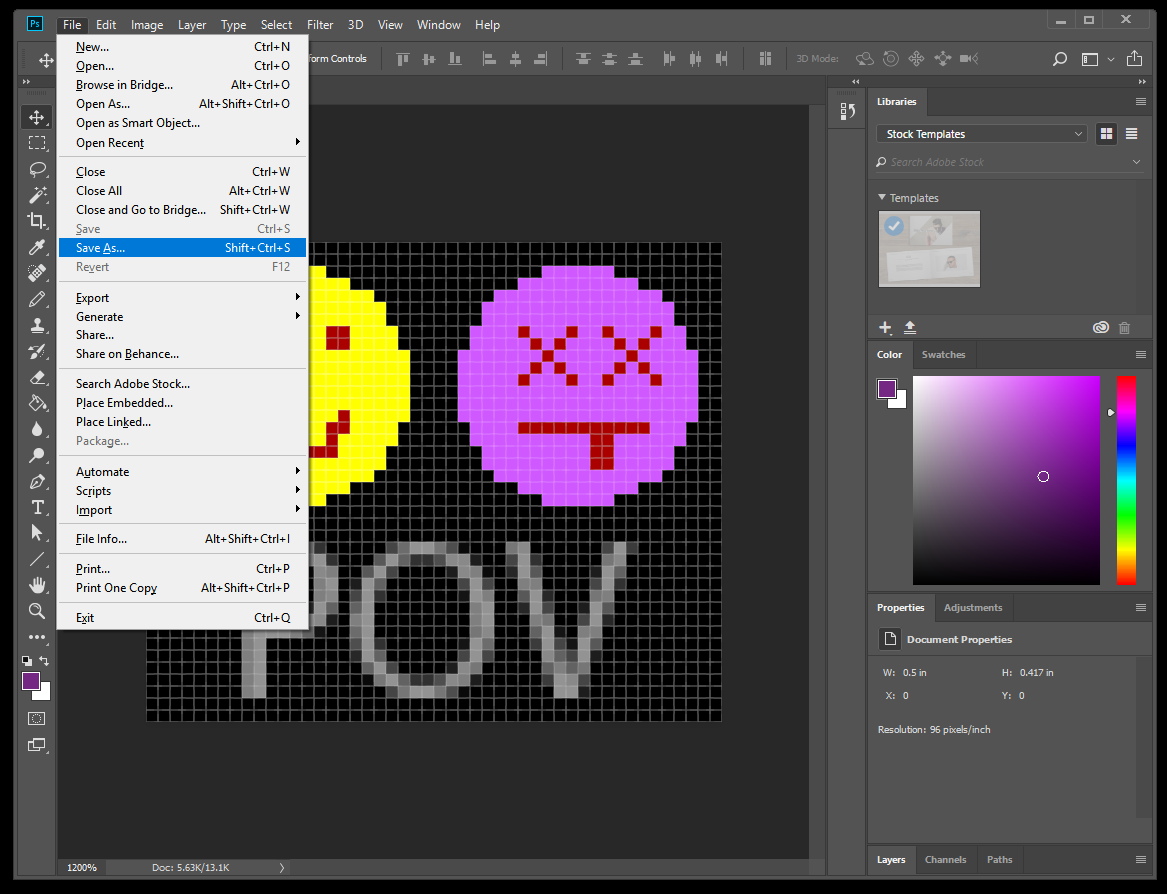 Ps File Edit Image Layer Type Select Filter 3D View Window Help
form Controls 3D Mode:
New... Ctrl+N
Open... Ctrl+O
Browse in Bridge... Alt+Ctrl+O
Open As... Alt+Shift+Ctrl+O
Open as Smart Object...
Open Recent
Close Ctrl+W
Close All Alt+Ctrl+W
Close and Go to Bridge... Shift+Ctrl+W
Save Ctrl+S
Save As... Shift+Ctrl+S
Revert F12
Export
Generate
Share...
Share on Behance...
Search Adobe Stock...
Place Embedded...
Place Linked...
Package...
Automate
Scripts
Import
File Info... Alt+Shift+Ctrl+I
Print... Ctrl+P
Print One Copy Alt+Shift+Ctrl+P
Exit Ctrl+Q
POV
1200% Doc: 5.63K/13.1K
Libraries
Stock Templates
Search Adobe Stock
Templates
Color Swatches
Properties Adjustments
Document Properties
W: 0.5 in H: 0.417 in
X: 0 Y: 0
Resolution: 96 pixels/inch
Layers Channels Paths